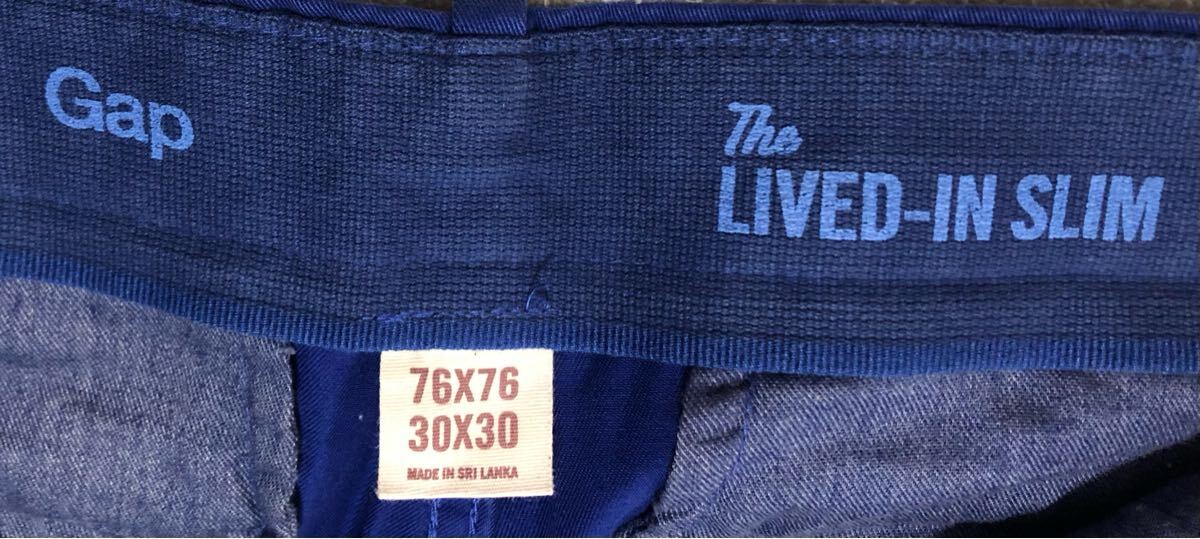 Gap
The
LIVED-IN SLIM
76X76
30X30
MADE IN SRI LANKA